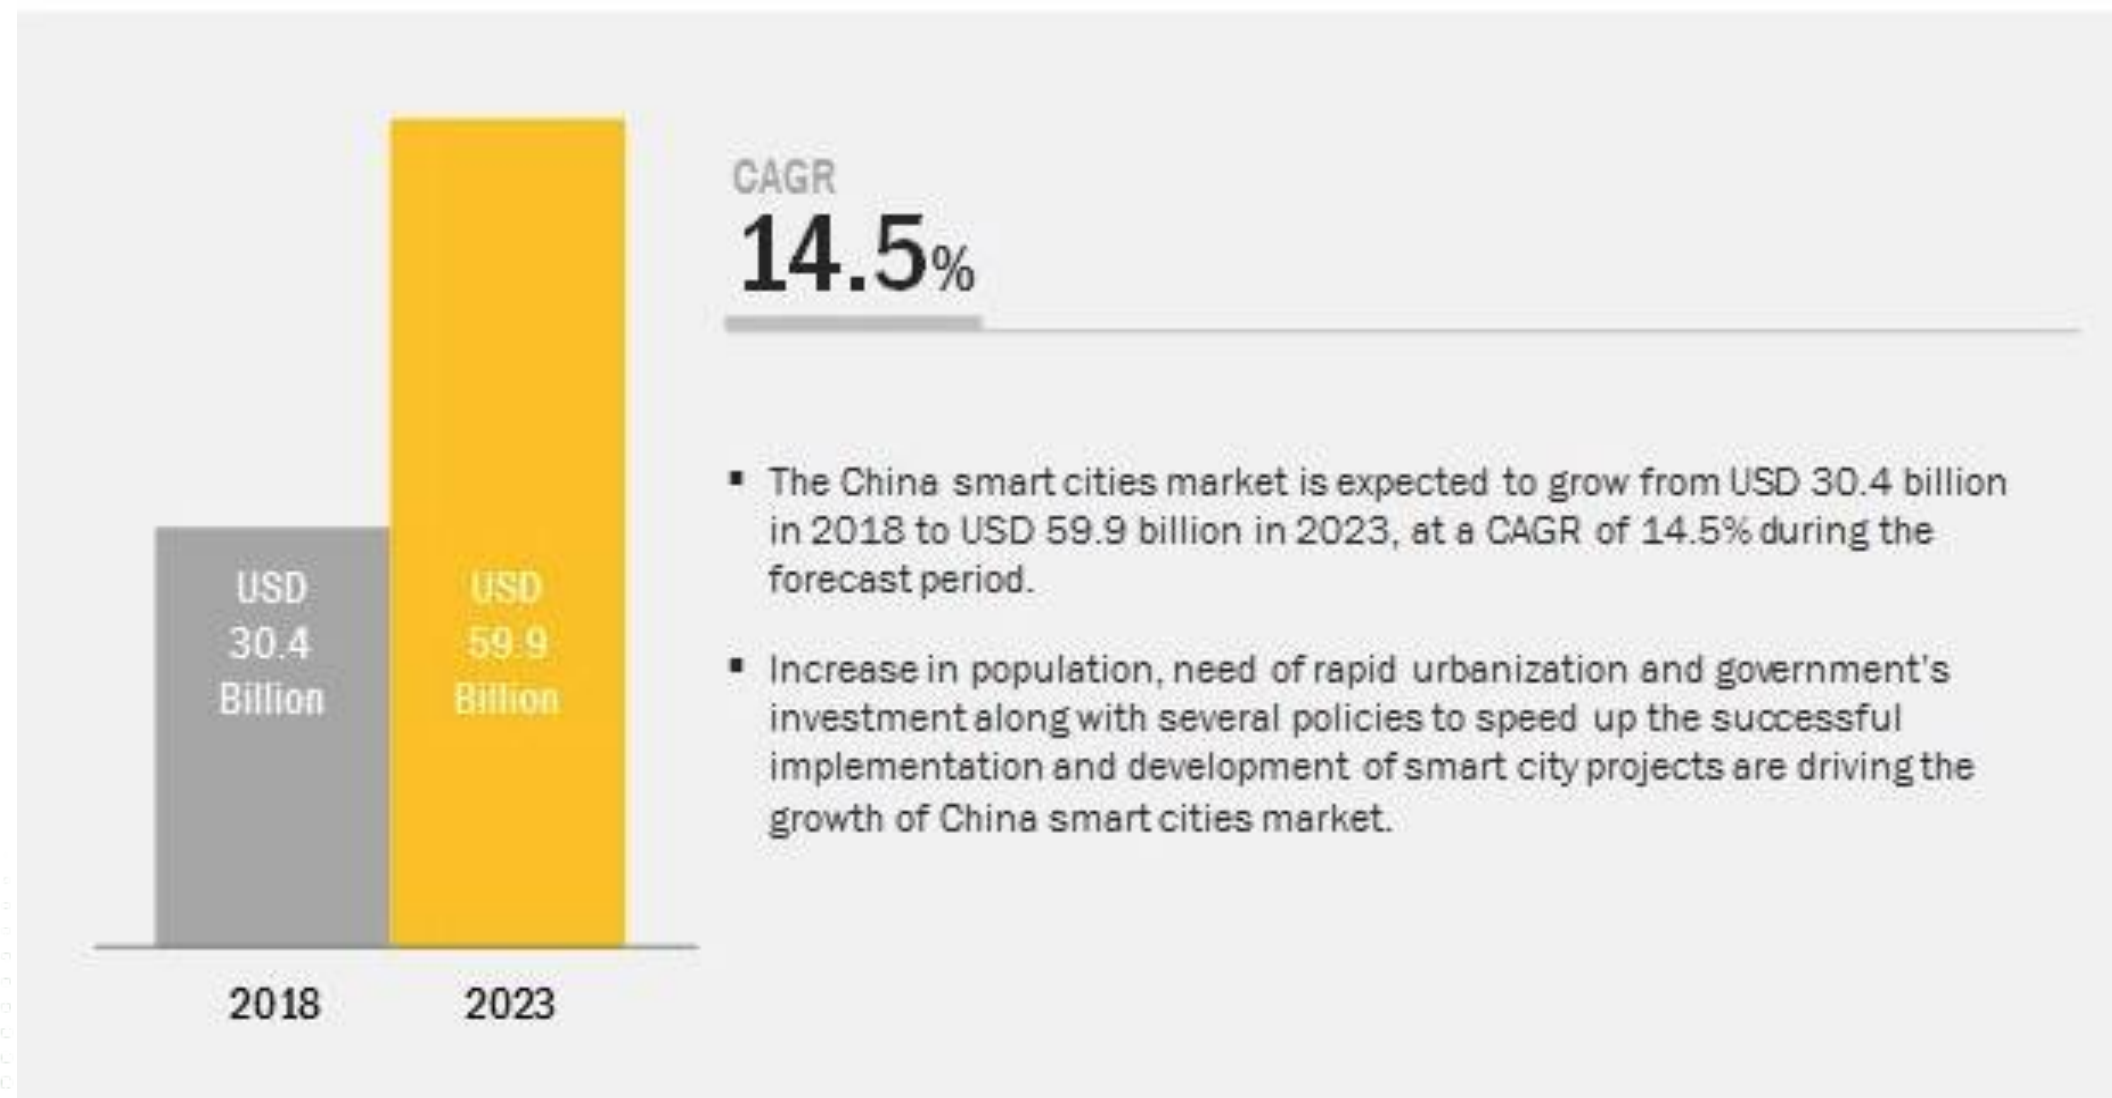 CAGR
14.5%
USD
30.4
Billion
USD
59.9
Billion
2018
2023
▪ The China smart cities market is expected to grow from USD 30.4 billion
in 2018 to USD 59.9 billion in 2023, at a CAGR of 14.5% during the
forecast period.
▪ Increase in population, need of rapid urbanization and government's
investment along with several policies to speed up the successful
implementation and development of smart city projects are driving the
growth of China smart cities market.